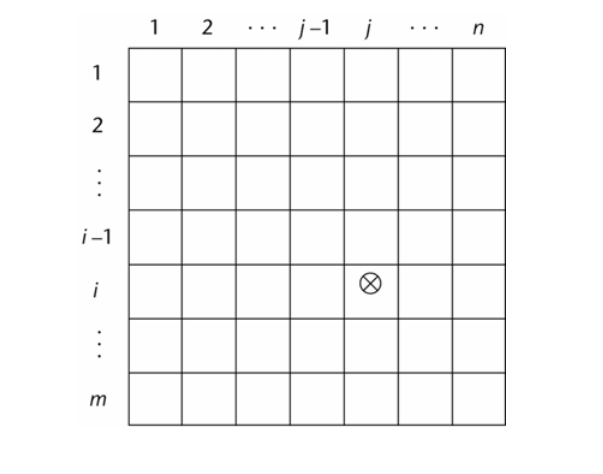 1 2 ··· j–1 j ··· n
1
2
⋮
i–1
i ⊗
⋮
m